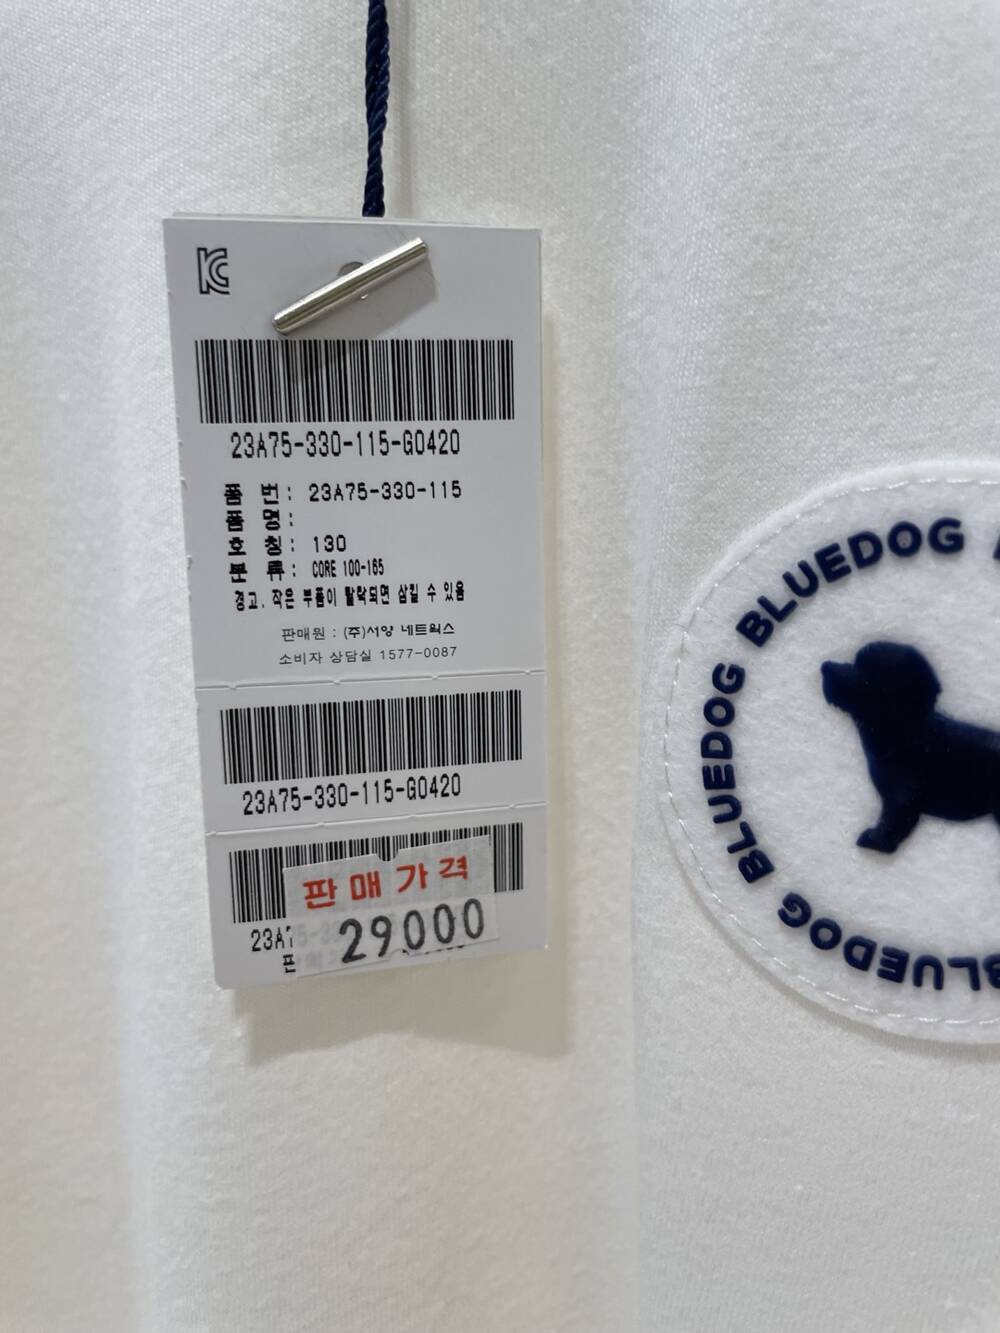 KC
23A75-330-115-G0420
품 번: 23A75-330-115
품 명:
호 칭: 130
분 류: CORE 100-165
경고. 작은 부품이 탈락되면 삼킬 수 있음
판매원 : (주)서양 네트웍스
소비자 상담실 1577-0087
23A75-330-115-G0420
판매가격
29000
23A7
판
BLUEDOG BLUEDOG BLUEDOG BLUEDOG